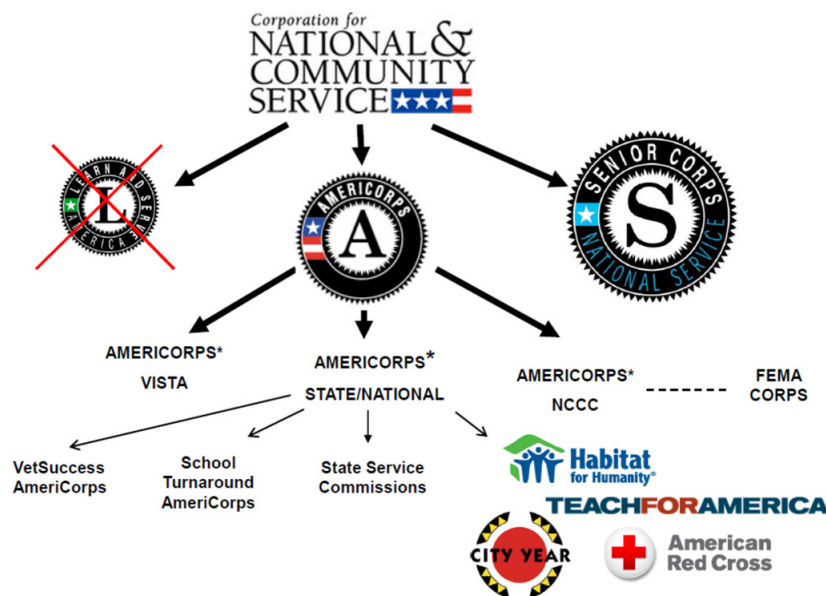 Corporation for
NATIONAL &
COMMUNITY
SERVICE
LEARN AND SERVE
AMERICA
L
AMERICORPS
A
SENIOR CORPS
S
NATIONAL SERVICE
AMERICORPS*
VISTA
AMERICORPS*
STATE/NATIONAL
AMERICORPS*
NCCC
FEMA
CORPS
VetSuccess
AmeriCorps
School
Turnaround
AmeriCorps
State Service
Commissions
Habitat
for Humanity®
TEACHFORAMERICA
CITY YEAR
American
Red Cross